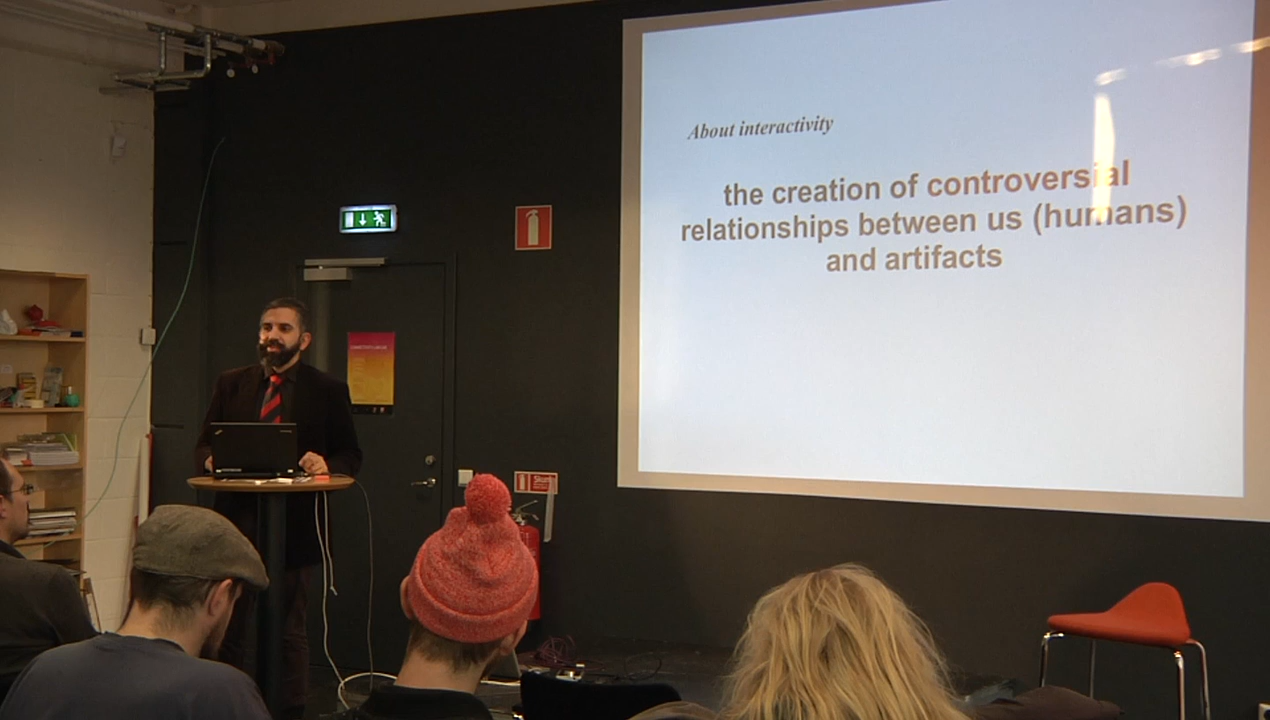 About interactivity
the creation of controversial
relationships between us (humans)
and artifacts